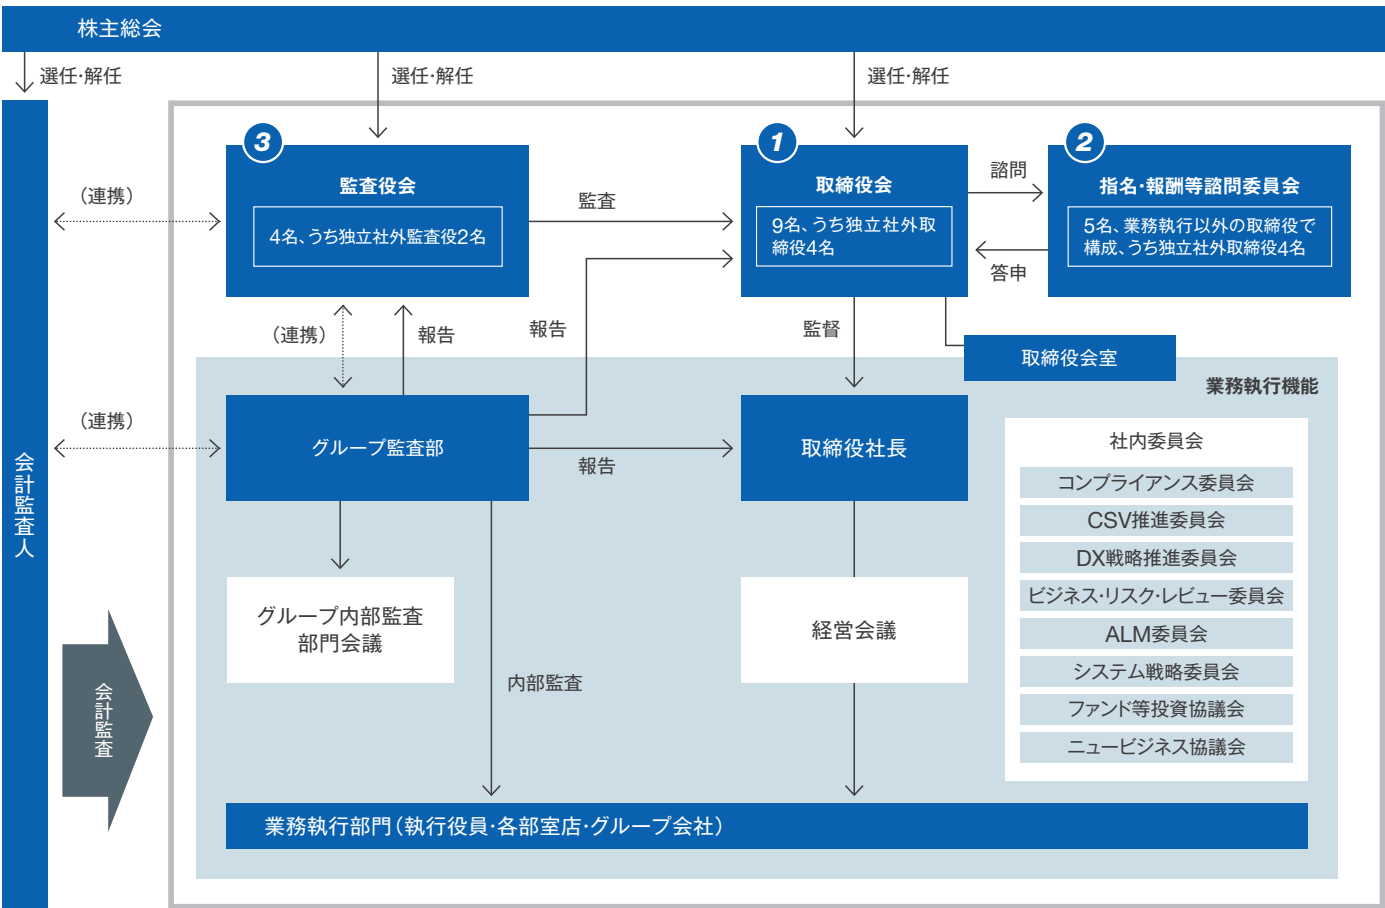 株主総会
選任・解任
選任・解任
選任・解任
3
監査役会
4名、うち独立社外監査役2名
1
取締役会
9名、うち独立社外取
締役4名
2
指名・報酬等諮問委員会
5名、業務執行以外の取締役で
構成、うち独立社外取締役4名
（連携）
監査
諮問
答申
（連携）
報告
報告
監督
取締役会室
業務執行機能
（連携）
グループ監査部
報告
取締役社長
会計監査人
社内委員会
コンプライアンス委員会
CSV推進委員会
DX戦略推進委員会
ビジネス・リスク・レビュー委員会
ALM委員会
システム戦略委員会
ファンド等投資協議会
ニュービジネス協議会
グループ内部監査
部門会議
経営会議
内部監査
会計監査
業務執行部門（執行役員・各部室店・グループ会社）